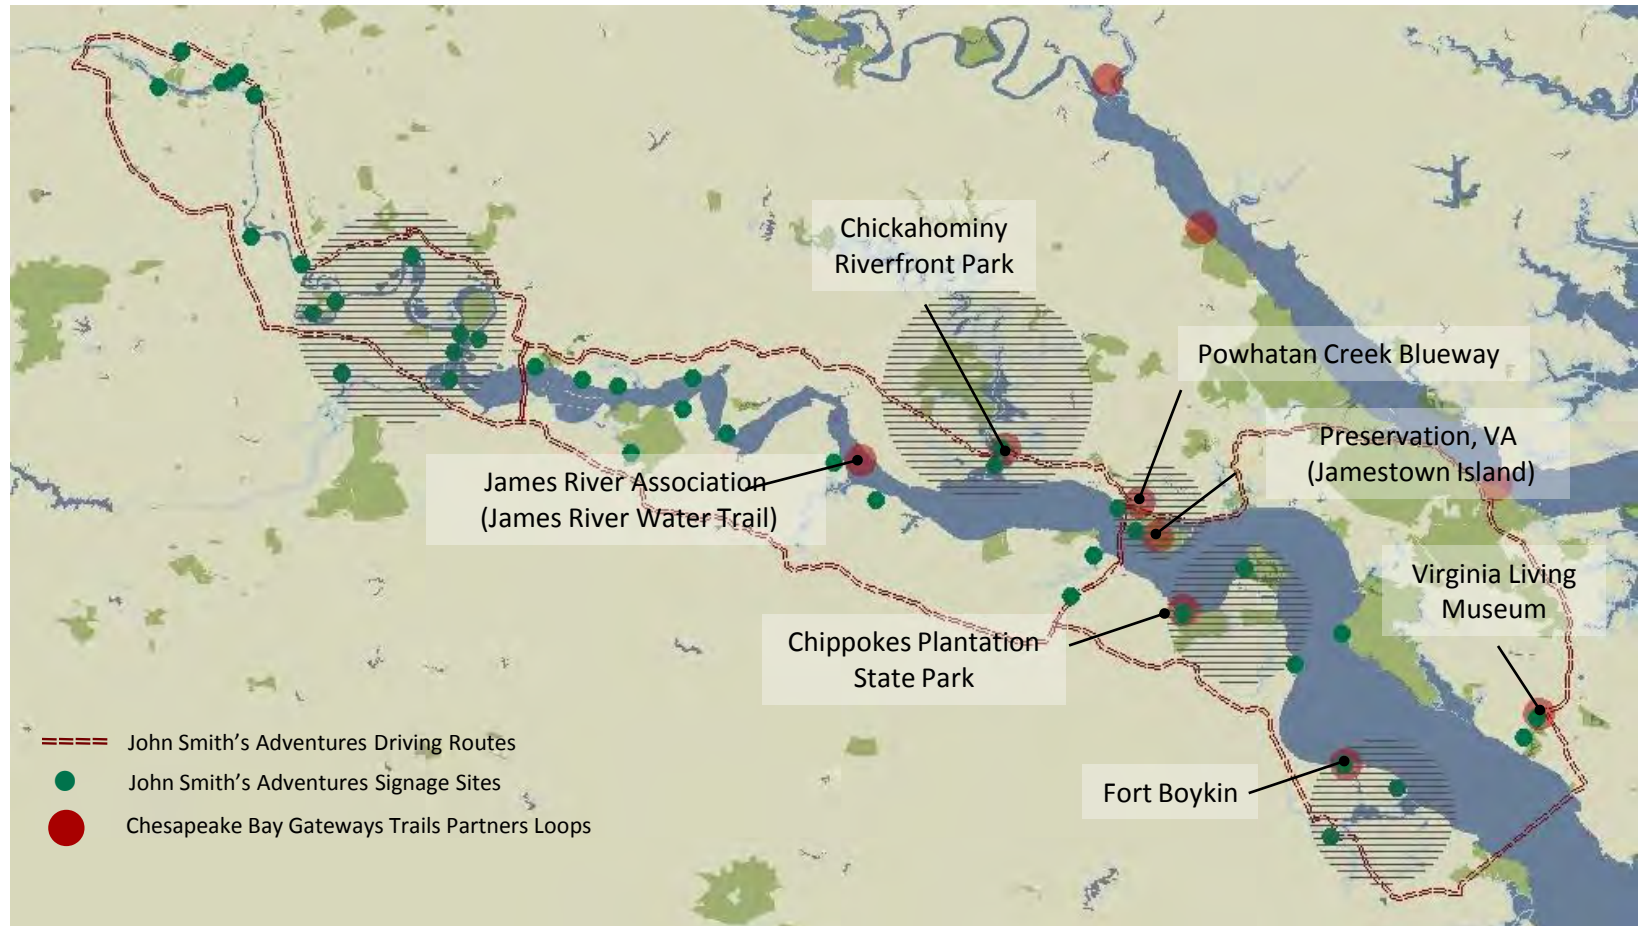 Chickahominy
Riverfront Park
Powhatan Creek Blueway
Preservation, VA
(Jamestown Island)
James River Association
(James River Water Trail)
Virginia Living
Museum
Chippokes Plantation
State Park
Fort Boykin
John Smith’s Adventures Driving Routes
John Smith’s Adventures Signage Sites
Chesapeake Bay Gateways Trails Partners Loops